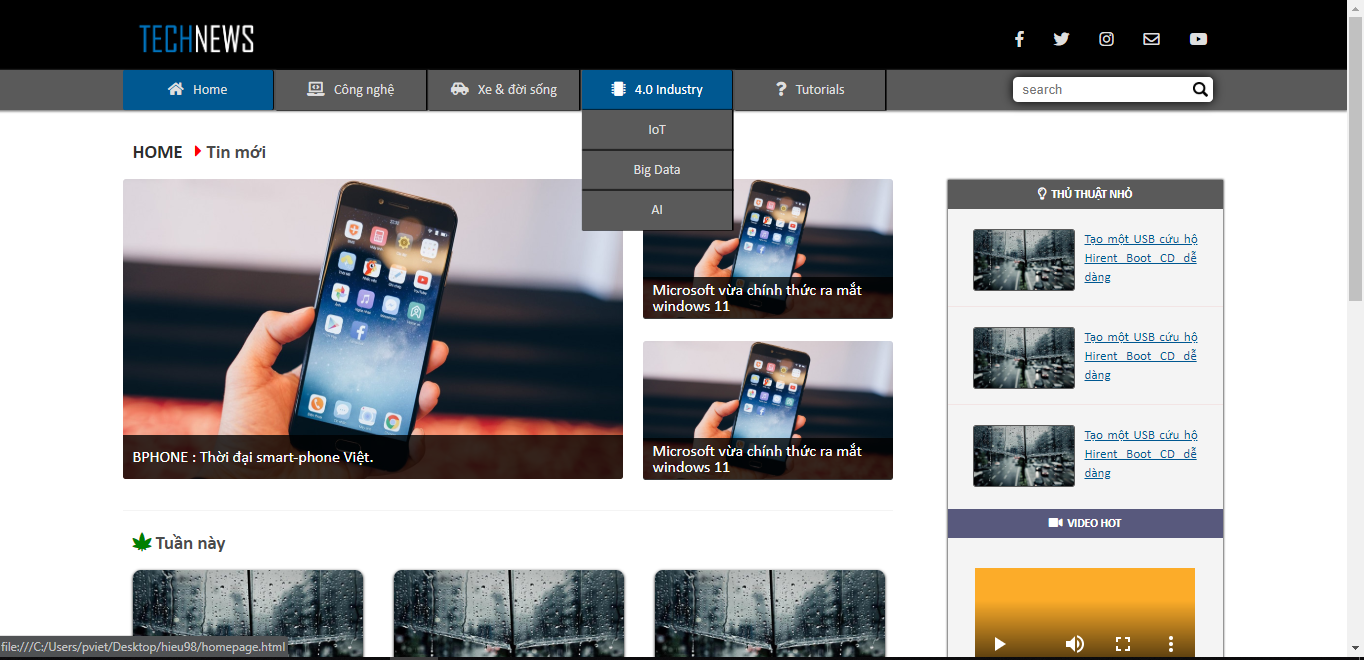 TECHNEWS
Home
Công nghệ
Xe & đời sống
4.0 Industry
Tutorials
search
IoT
Big Data
AI
HOME Tin mới
BPHONE : Thời đại smart-phone Việt.
Microsoft vừa chính thức ra mắt
windows 11
Microsoft vừa chính thức ra mắt
windows 11
THỦ THUẬT NHỎ
Tạo một USB cứu hộ
Hirent Boot CD dễ
dàng
Tạo một USB cứu hộ
Hirent Boot CD dễ
dàng
Tạo một USB cứu hộ
Hirent Boot CD dễ
dàng
VIDEO HOT
Tuần này
file:///C:/Users/pviet/Desktop/hieu98/homepage.html